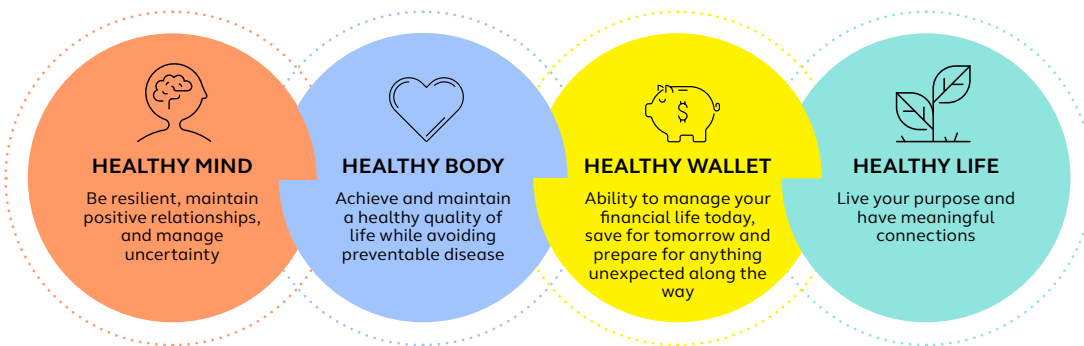 HEALTHY MIND
Be resilient, maintain
positive relationships,
and manage
uncertainty
HEALTHY BODY
Achieve and maintain
a healthy quality of
life while avoiding
preventable disease
$
HEALTHY WALLET
Ability to manage your
financial life today,
save for tomorrow and
prepare for anything
unexpected along the
way
HEALTHY LIFE
Live your purpose and
have meaningful
connections